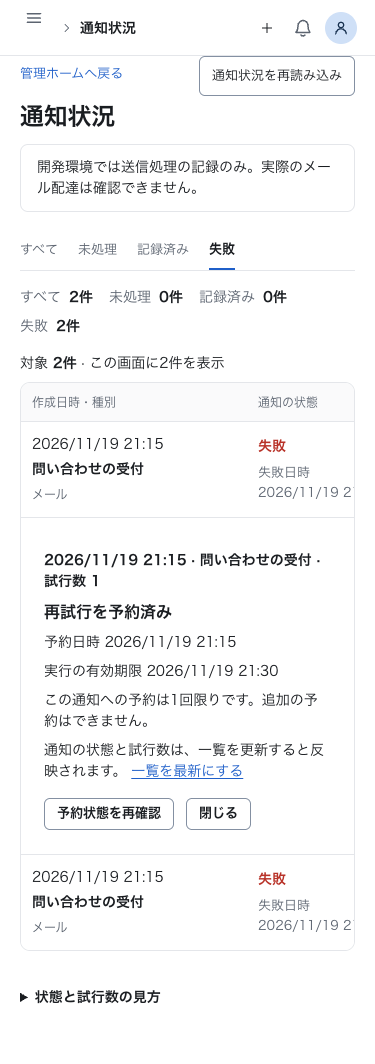 通知状況
管理ホームへ戻る
通知状況を再読み込み
通知状況
開発環境では送信処理の記録のみ。実際のメー
ル配達は確認できません。
すべて 未処理 記録済み 失敗
すべて 2件 未処理 0件 記録済み 0件
失敗 2件
対象 2件 · この画面に2件を表示
作成日時・種別 通知の状態
2026/11/19 21:15 失敗
問い合わせの受付 失敗日時
メール 2026/11/19 2
2026/11/19 21:15 · 問い合わせの受付 ·
試行数 1
再試行を予約済み
予約日時 2026/11/19 21:15
実行の有効期限 2026/11/19 21:30
この通知への予約は1回限りです。追加の予
約はできません。
通知の状態と試行数は、一覧を更新すると反
映されます。 一覧を最新にする
予約状態を再確認 閉じる
2026/11/19 21:15 失敗
問い合わせの受付 失敗日時
メール 2026/11/19 2
状態と試行数の見方